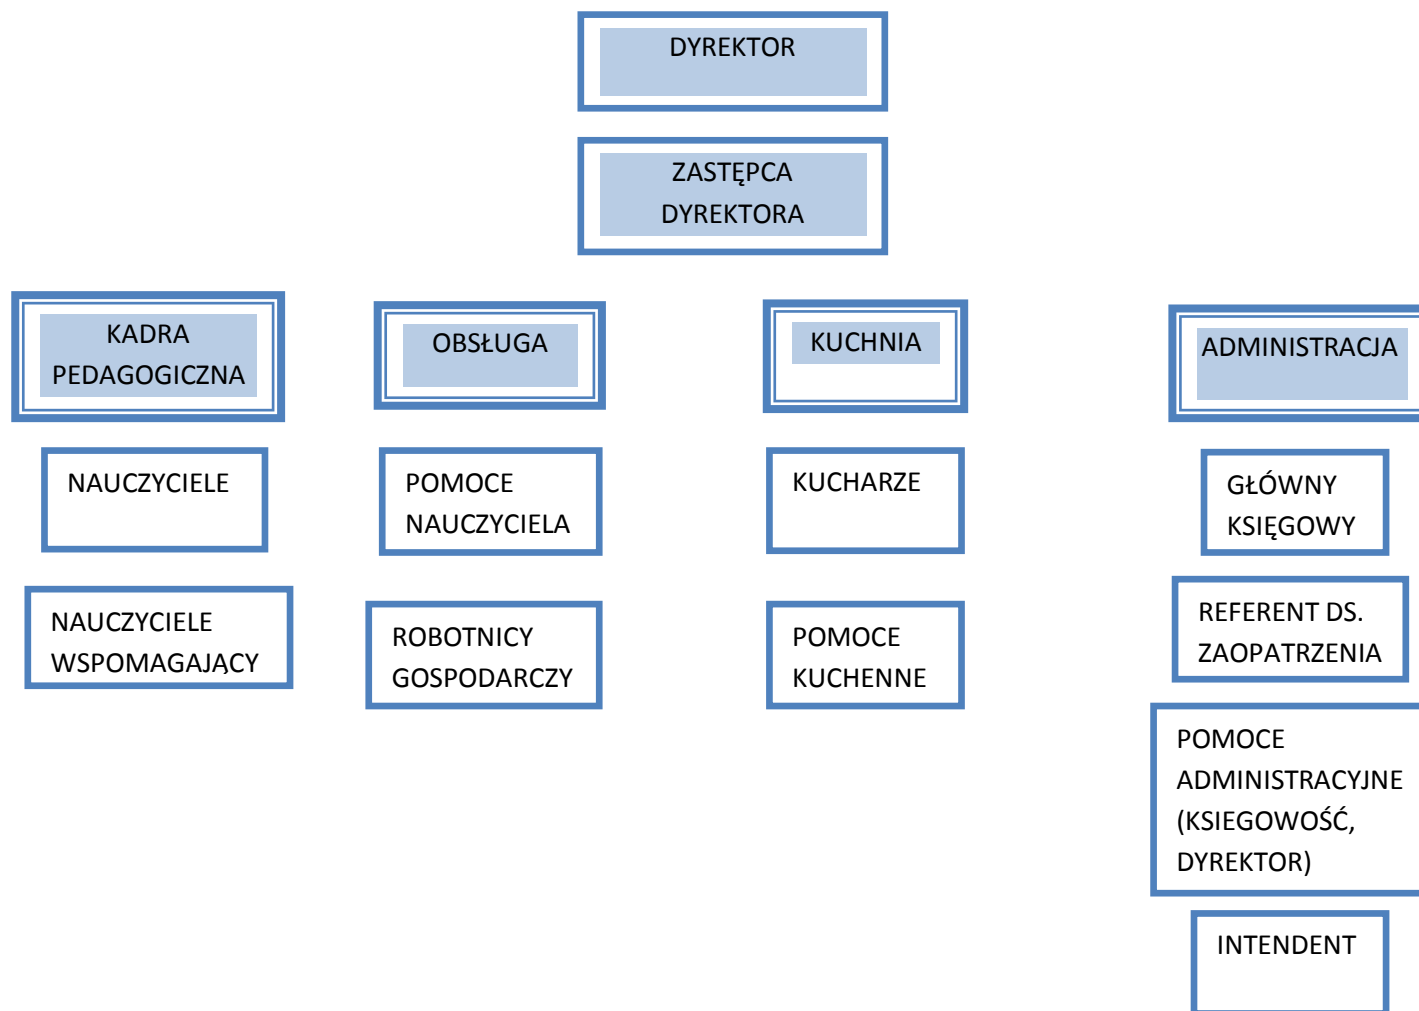 DYREKTOR
ZASTĘPCA
DYREKTORA
KADRA
PEDAGOGICZNA
OBSŁUGA
KUCHNIA
ADMINISTRACJA
NAUCZYCIELE
POMOCE
NAUCZYCIELA
KUCHARZE
GŁÓWNY
KSIĘGOWY
NAUCZYCIELE
WSPOMAGAJĄCY
ROBOTNICY
GOSPODARCZY
POMOCE
KUCHENNE
REFERENT DS.
ZAOPATRZENIA
POMOCE
ADMINISTRACYJNE
(KSIEGOWOŚĆ,
DYREKTOR)
INTENDENT